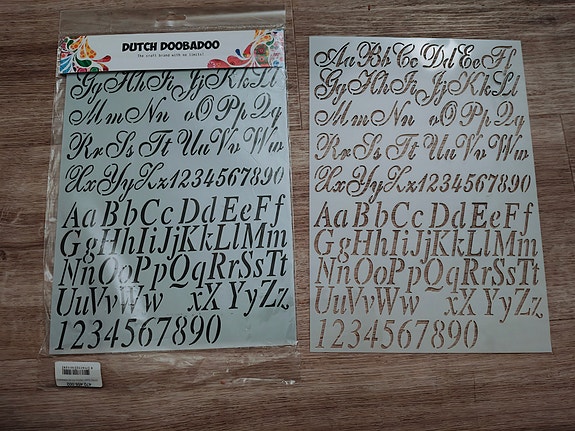 DUTCH DOOBADOO
The craft brand with no limits!
Gg Hh Ii Jj Kk Ll
Mm Nn oO Pp Qq
Rr Ss Tt Uu Vv Ww
Xx Yy Zz 1234567890
Aa Bb Cc Dd Ee Ff
Gg Hh Ii Jj Kk Ll Mm
Nn Oo Pp Qq Rr Ss Tt
Uu Vv Ww xX Yy Zz
1234567890
Aa Bb Cc Dd Ee Ff
Gg Hh Ii Jj Kk Ll
Mm Nn oO Pp Qq
Rr Ss Tt Uu Vv Ww
Xx Yy Zz 1234567890
Aa Bb Cc Dd Ee Ff
Gg Hh Ii Jj Kk Ll Mm
Nn Oo Pp Qq Rr Ss Tt
Uu Vv Ww xX Yy Zz
1234567890